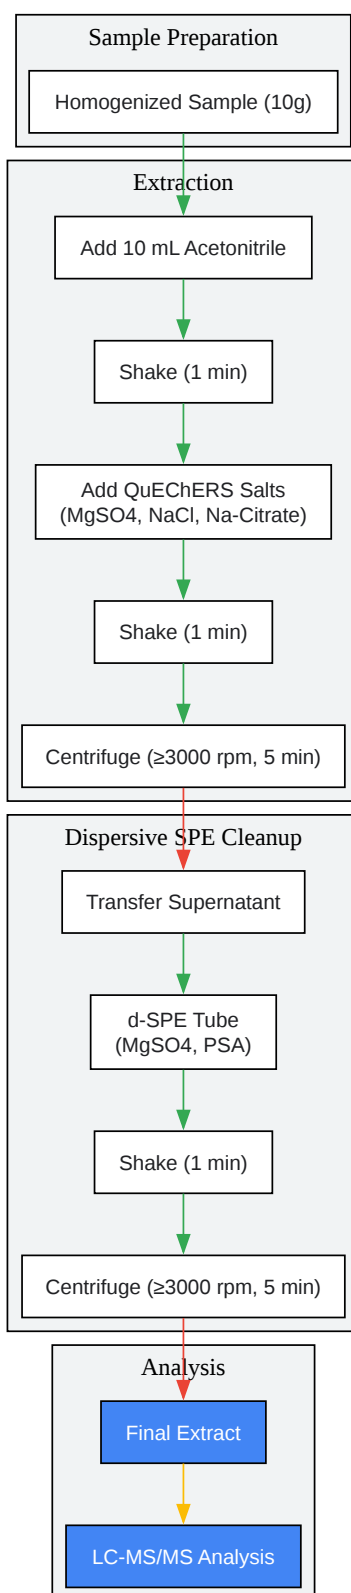 Sample Preparation
Homogenized Sample (10g)
Extraction
Add 10 mL Acetonitrile
Shake (1 min)
Add QuEChERS Salts
(MgSO4, NaCl, Na-Citrate)
Shake (1 min)
Centrifuge (≥3000 rpm, 5 min)
Dispersive SPE Cleanup
Transfer Supernatant
d-SPE Tube
(MgSO4, PSA)
Shake (1 min)
Centrifuge (≥3000 rpm, 5 min)
Analysis
Final Extract
LC-MS/MS Analysis